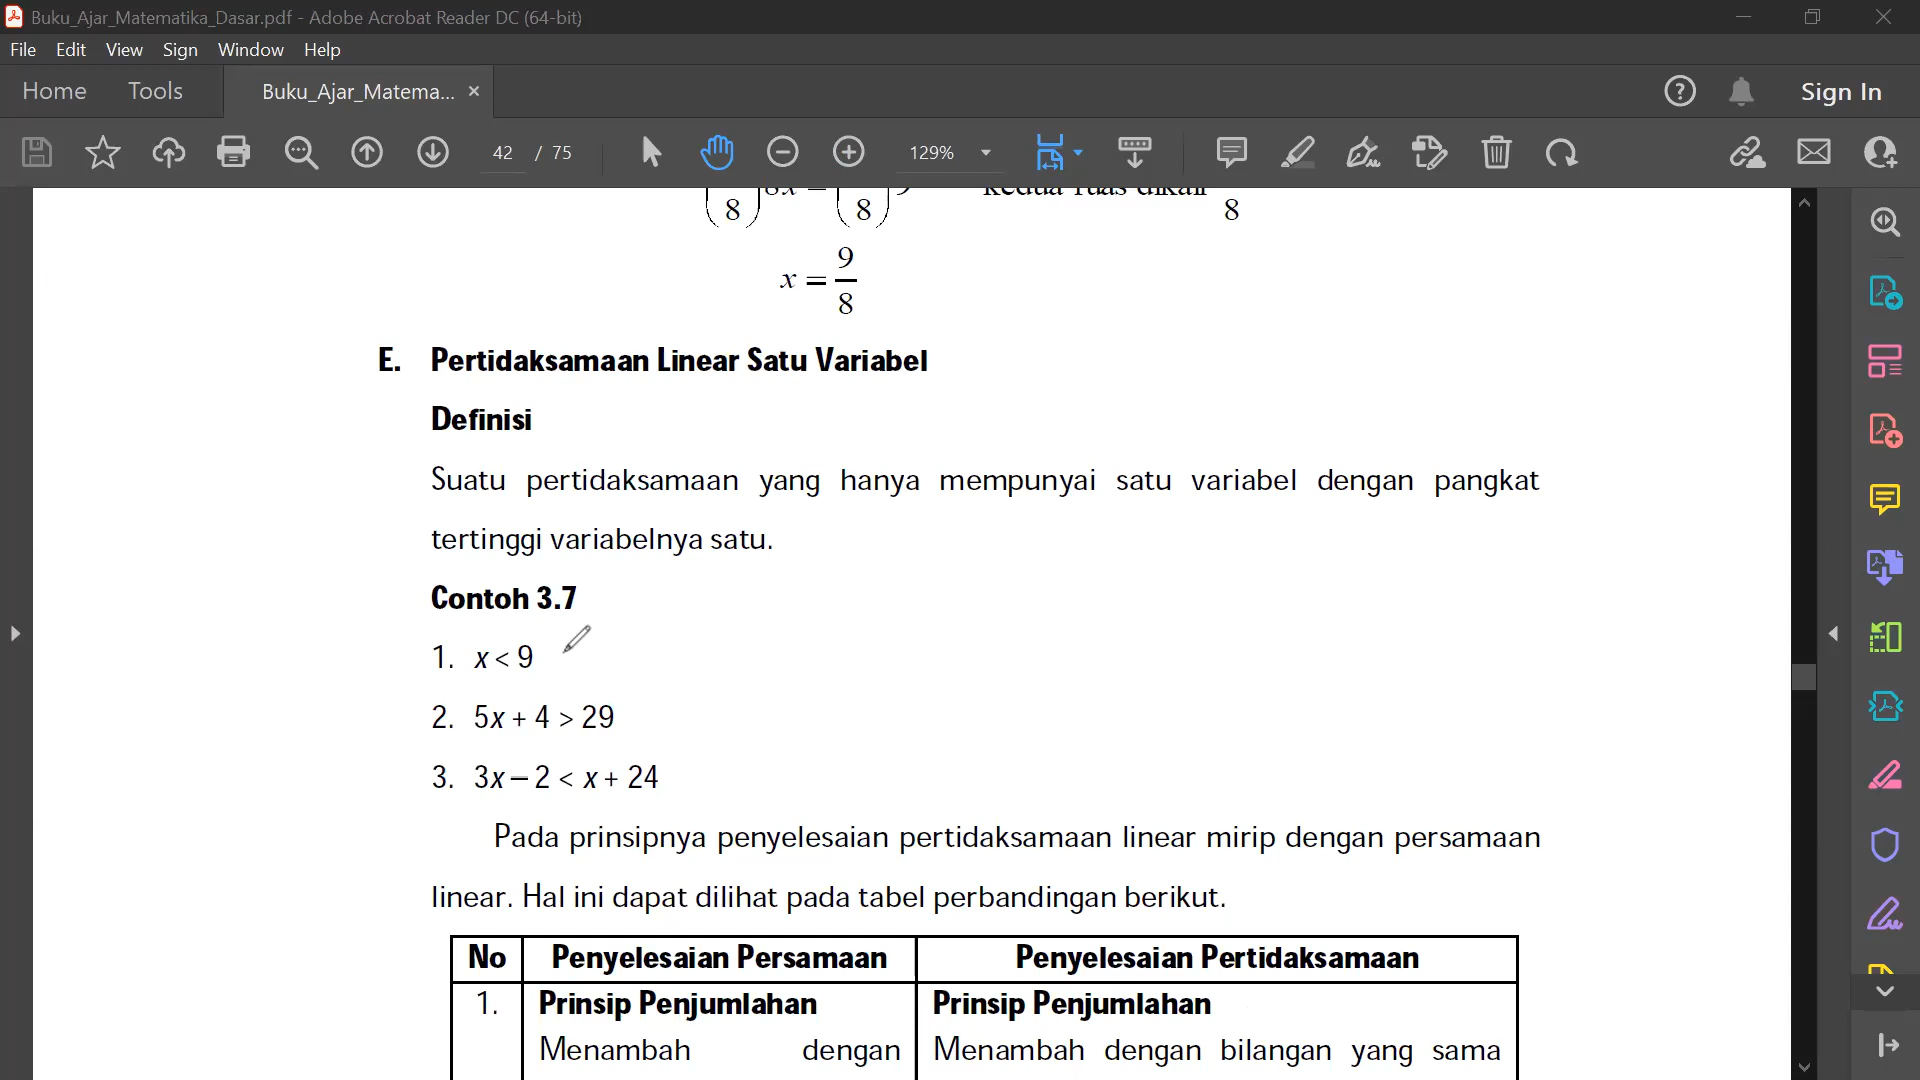 Buku_Ajar_Matematika_Dasar.pdf - Adobe Acrobat Reader DC (64-bit)
File Edit View Sign Window Help
Home Tools Buku_Ajar_Matema... × Sign In
42 / 75 129%
8 8 8
x = 9/8
E. Pertidaksamaan Linear Satu Variabel
Definisi
Suatu pertidaksamaan yang hanya mempunyai satu variabel dengan pangkat
tertinggi variabelnya satu.
Contoh 3.7
1. x < 9
2. 5x + 4 > 29
3. 3x – 2 < x + 24
Pada prinsipnya penyelesaian pertidaksamaan linear mirip dengan persamaan
linear. Hal ini dapat dilihat pada tabel perbandingan berikut.
No Penyelesaian Persamaan Penyelesaian Pertidaksamaan
1. Prinsip Penjumlahan Prinsip Penjumlahan
Menambah dengan Menambah dengan bilangan yang sama